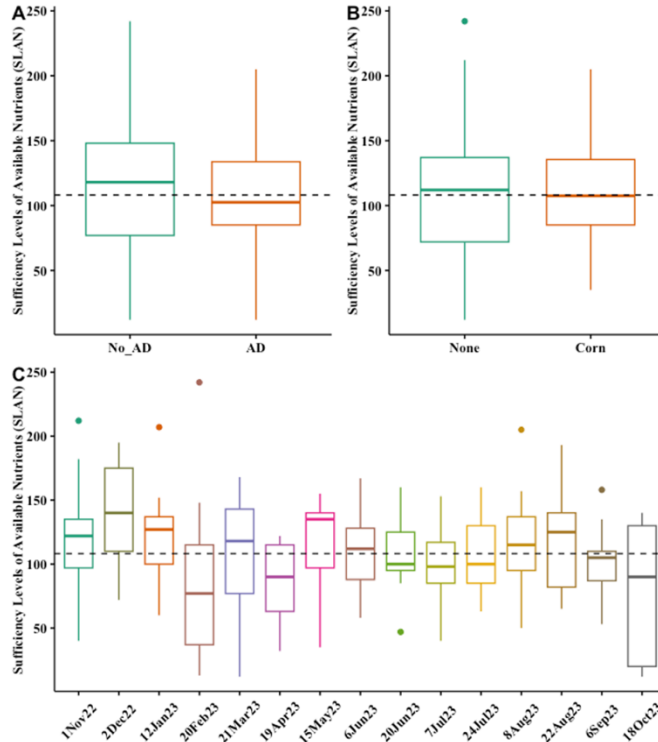 A
Sufficiency Levels of Available Nutrients (SLAN)
250
200
150
100
50
No_AD AD
B
Sufficiency Levels of Available Nutrients (SLAN)
250
200
150
100
50
None Corn
C
Sufficiency Levels of Available Nutrients (SLAN)
250
200
150
100
50
1Nov22 2Dec22 12Jan23 20Feb23 21Mar23 19Apr23 15May23 6Jun23 20Jun23 7Jul23 24Jul23 8Aug23 22Aug23 6Sep23 18Oct23